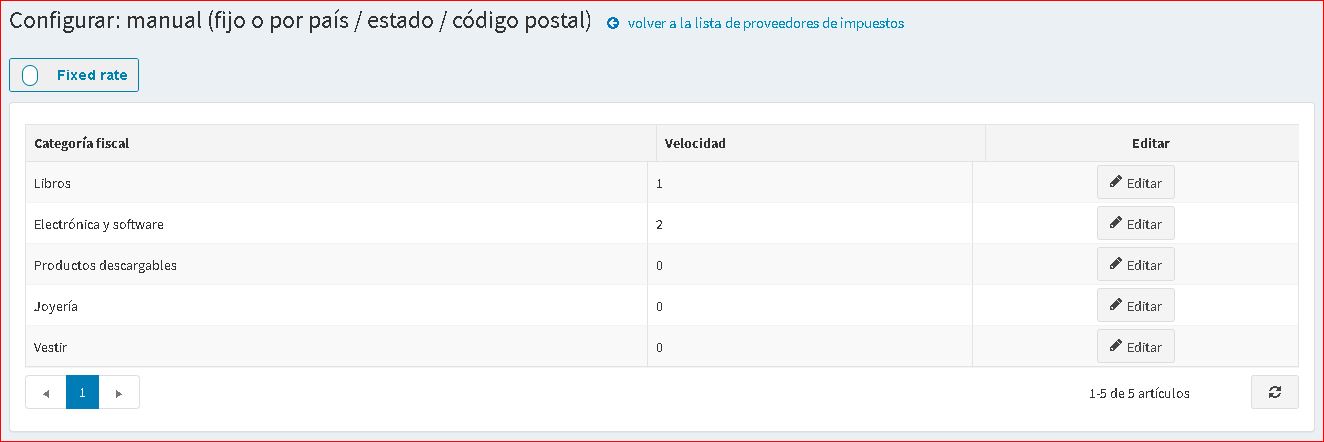 Configurar: manual (fijo o por país / estado / código postal) volver a la lista de proveedores de impuestos
Fixed rate
Categoría fiscal Velocidad Editar
Libros 1 Editar
Electrónica y software 2 Editar
Productos descargables 0 Editar
Joyería 0 Editar
Vestir 0 Editar
1 1-5 de 5 artículos